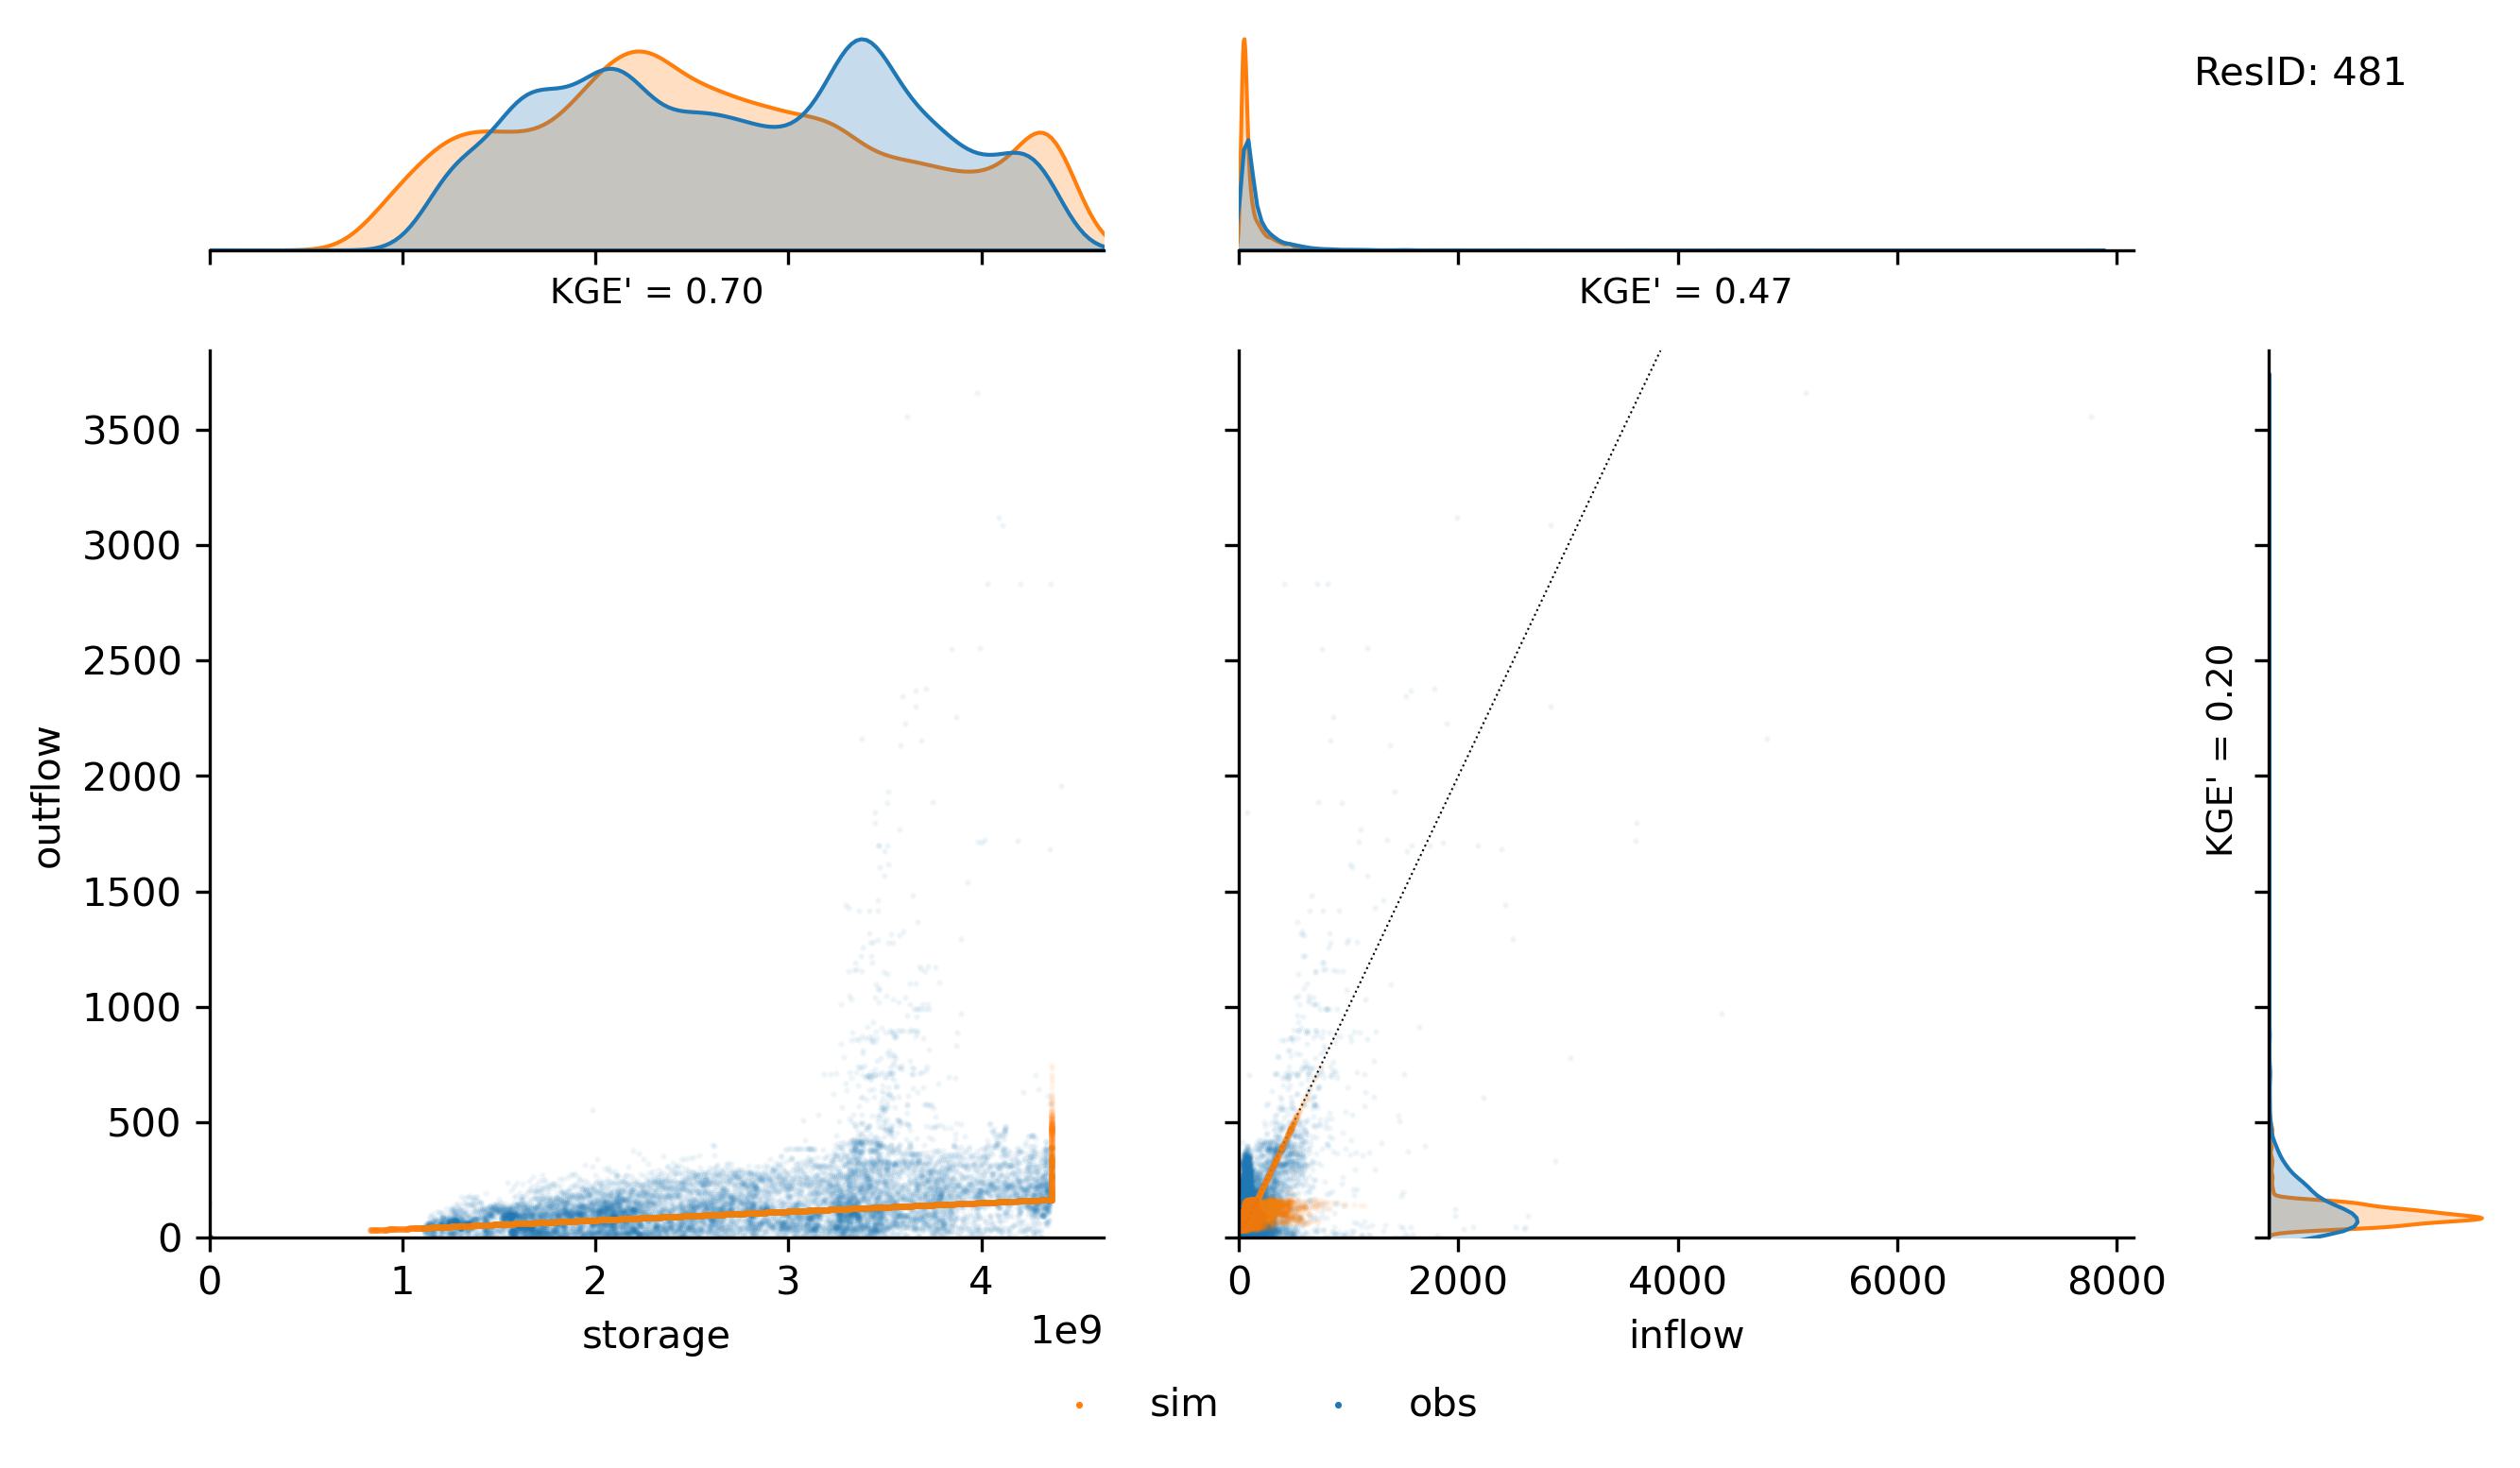 ResID: 481
KGE' = 0.70
KGE' = 0.47
3500
3000
2500
2000
1500
1000
500
0
outflow
KGE' = 0.20
0 1 2 3 4
1e9
storage
0 2000 4000 6000 8000
inflow
sim obs